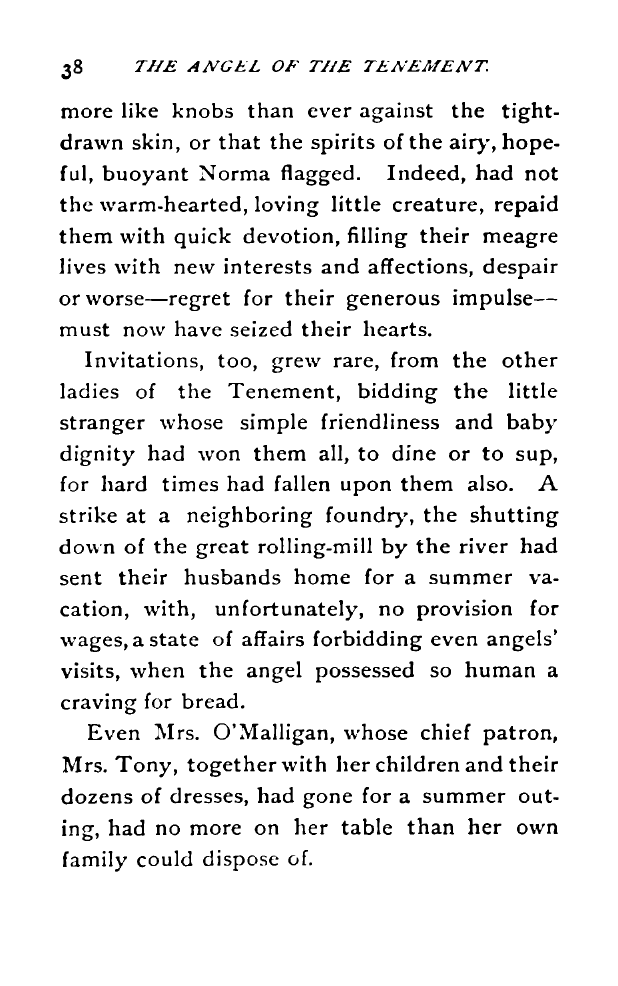 38 THE ANGEL OF THE TENEMENT.
more like knobs than ever against the tight-
drawn skin, or that the spirits of the airy, hope-
ful, buoyant Norma flagged. Indeed, had not
the warm-hearted, loving little creature, repaid
them with quick devotion, filling their meagre
lives with new interests and affections, despair
or worse—regret for their generous impulse—
must now have seized their hearts.
Invitations, too, grew rare, from the other
ladies of the Tenement, bidding the little
stranger whose simple friendliness and baby
dignity had won them all, to dine or to sup,
for hard times had fallen upon them also. A
strike at a neighboring foundry, the shutting
down of the great rolling-mill by the river had
sent their husbands home for a summer va-
cation, with, unfortunately, no provision for
wages, a state of affairs forbidding even angels'
visits, when the angel possessed so human a
craving for bread.
Even Mrs. O'Malligan, whose chief patron,
Mrs. Tony, together with her children and their
dozens of dresses, had gone for a summer out-
ing, had no more on her table than her own
family could dispose of.